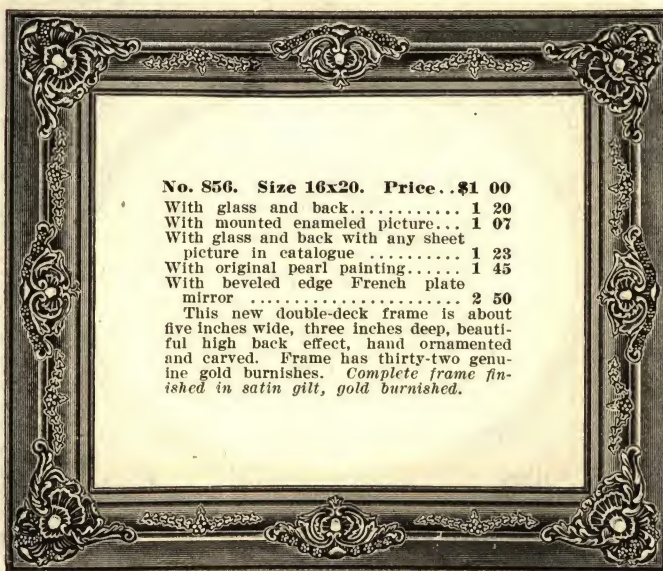 No. 856. Size 16x20. Price..$1 00
With glass and back............ 1 20
With mounted enameled picture... 1 07
With glass and back with any sheet
picture in catalogue .......... 1 23
With original pearl painting...... 1 45
With beveled edge French plate
mirror ...................... 2 50
This new double-deck frame is about
five inches wide, three inches deep, beauti-
ful high back effect, hand ornamented
and carved. Frame has thirty-two genu-
ine gold burnishes. Complete frame fin-
ished in satin gilt, gold burnished.